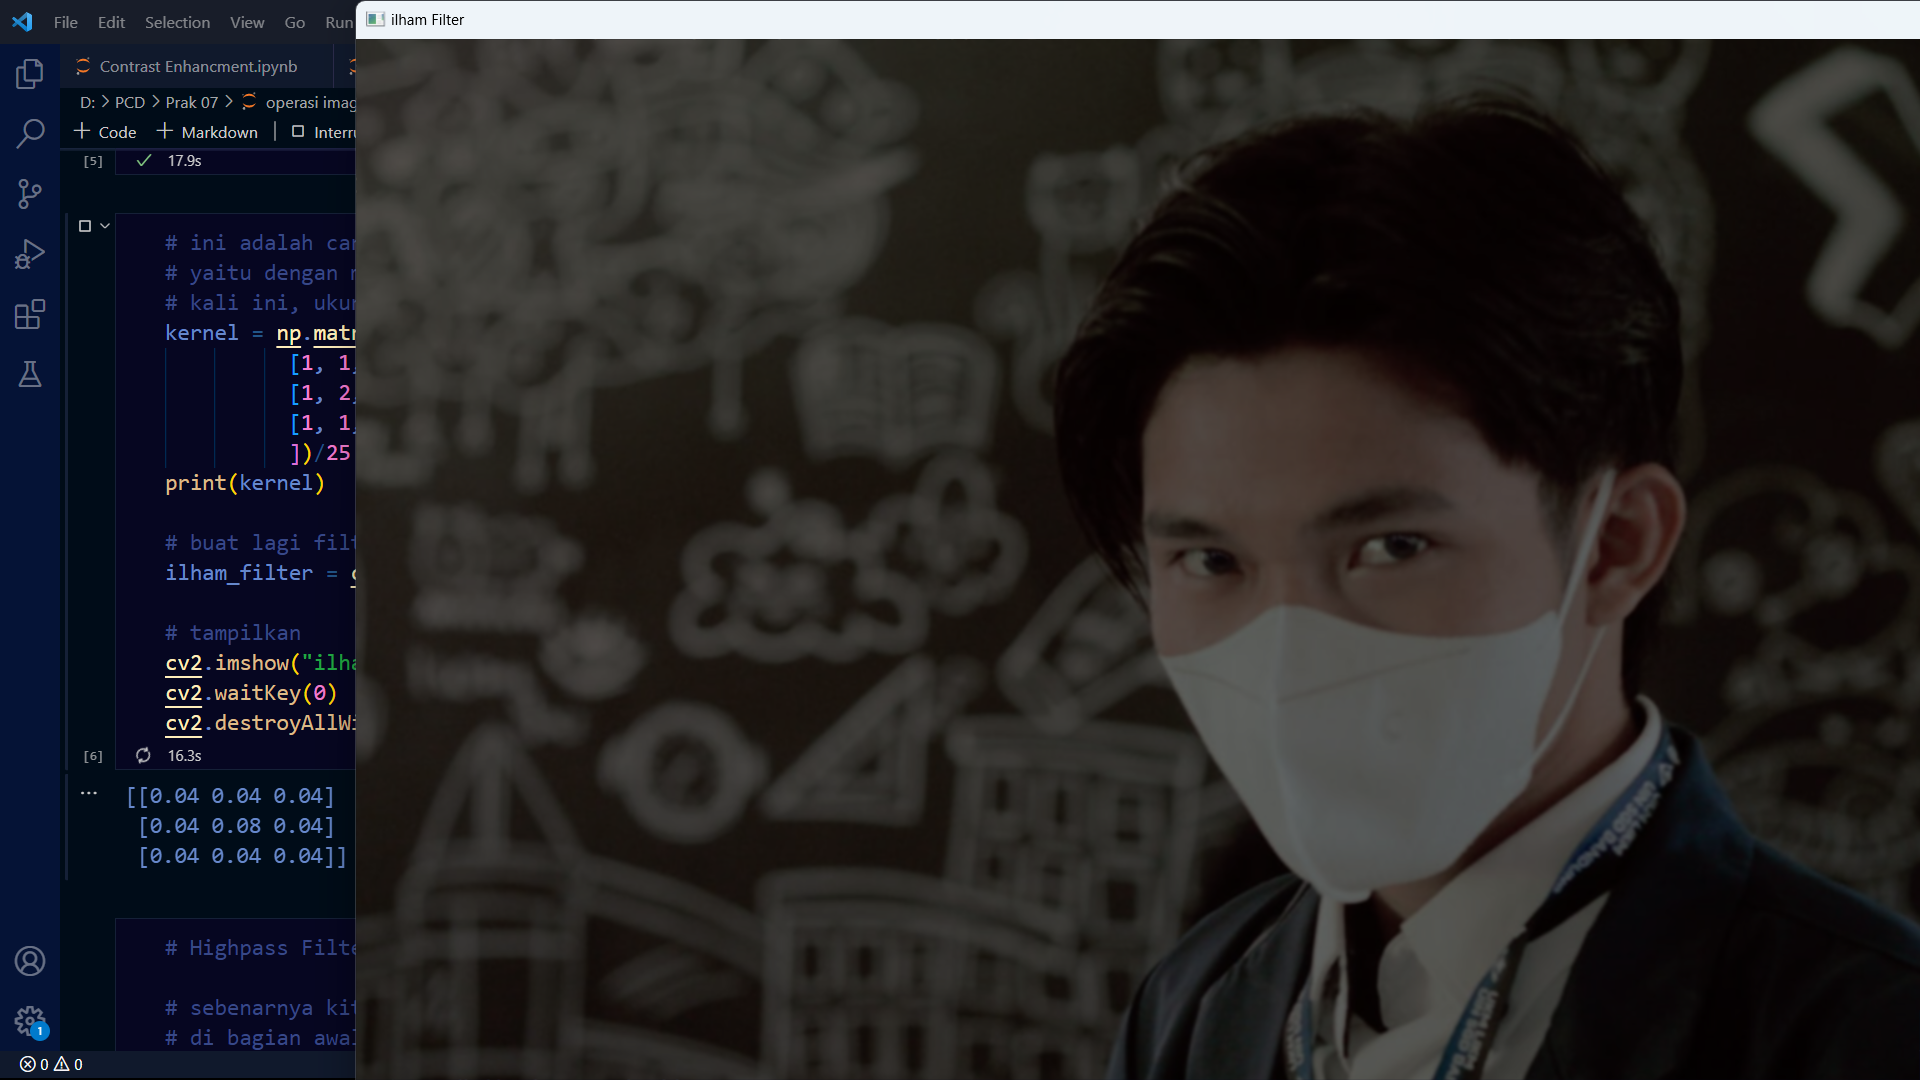 File Edit Selection View Go Run
ilham Filter
Contrast Enhancment.ipynb
D: > PCD > Prak 07 > operasi imag
+ Code + Markdown | Interru
[5] ✓ 17.9s
# ini adalah car
# yaitu dengan
# kali ini, ukur
kernel = np.matr
[1, 1,
[1, 2,
[1, 1,
])/25
print(kernel)
# buat lagi filt
ilham_filter = c
# tampilkan
cv2.imshow("ilha
cv2.waitKey(0)
cv2.destroyAllWi
[6] 16.3s
... [[0.04 0.04 0.04]
[0.04 0.08 0.04]
[0.04 0.04 0.04]]
# Highpass Filte
# sebenarnya kit
# di bagian awal
1
0 0